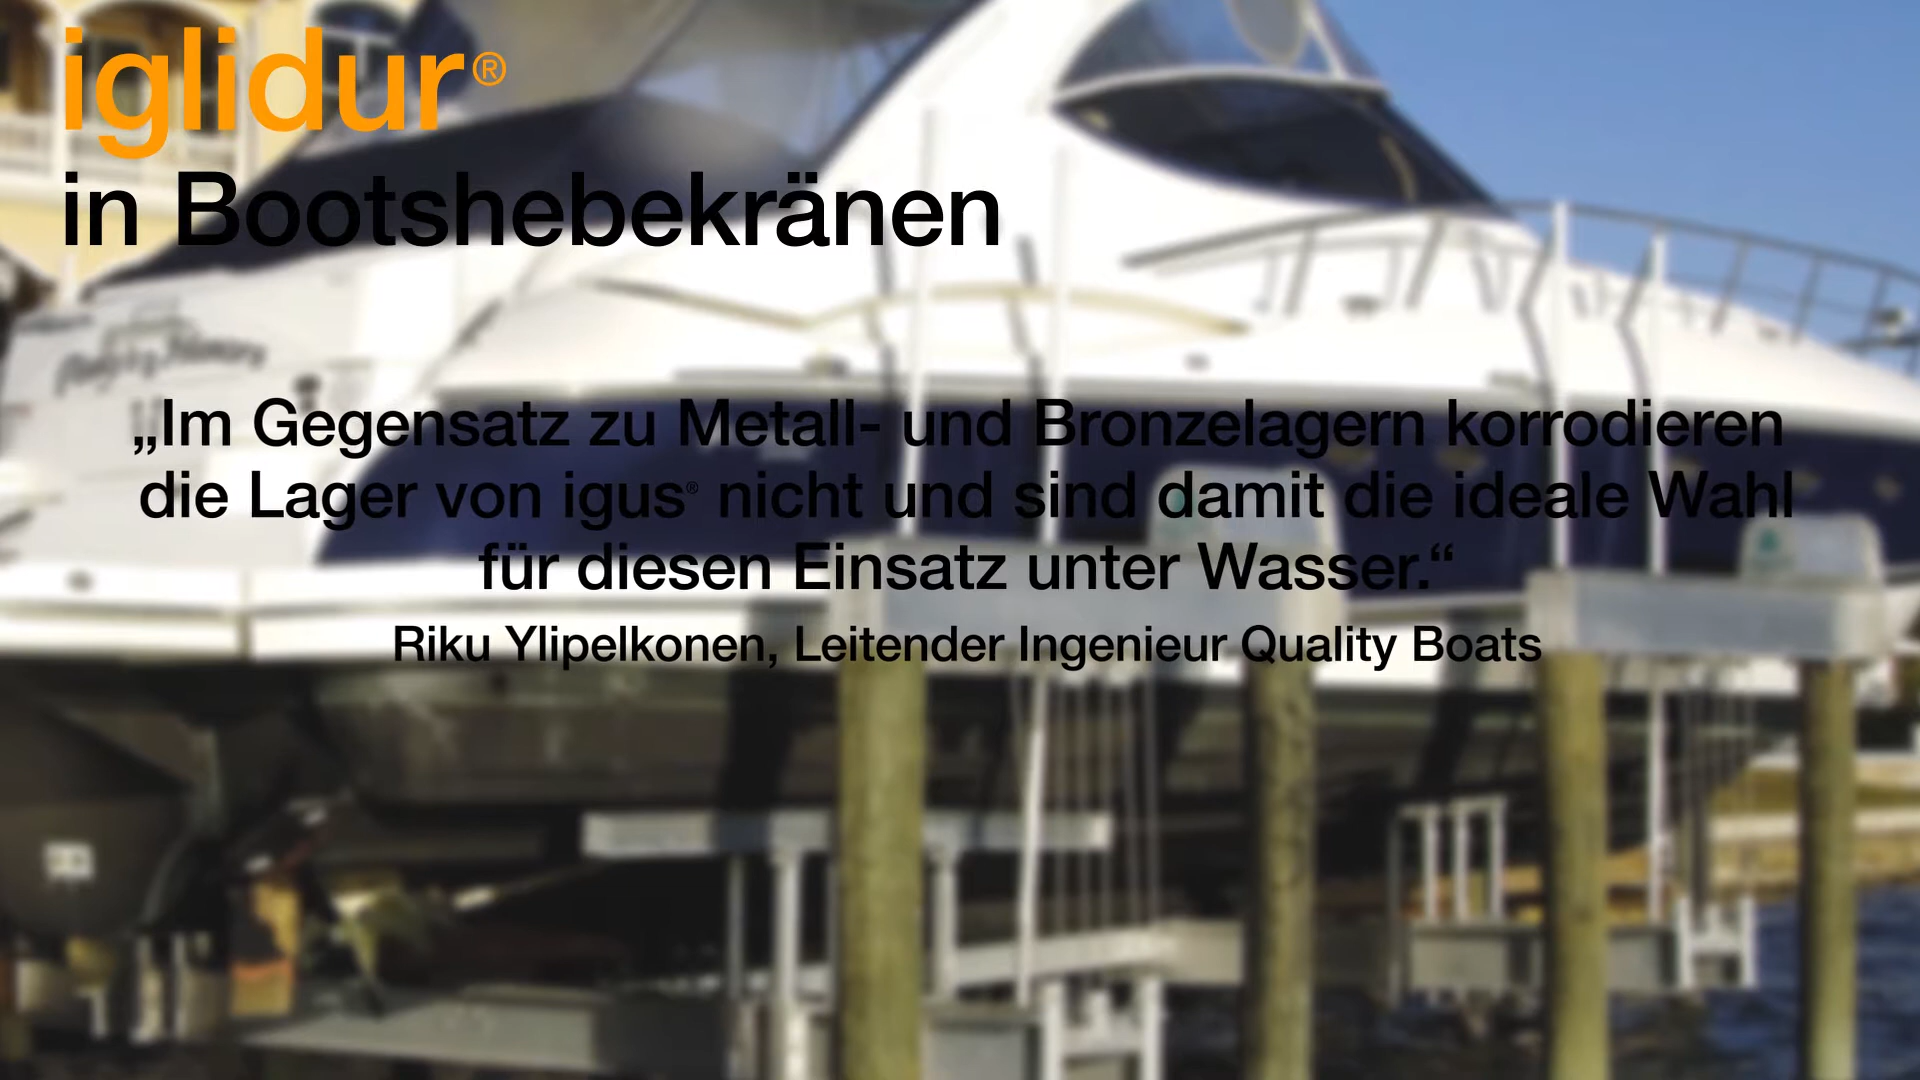 iglidur®
in Bootshebekränen
„Im Gegensatz zu Metall- und Bronzelagern korrodieren
die Lager von igus® nicht und sind damit die ideale Wahl
für diesen Einsatz unter Wasser.“
Riku Ylipelkonen, Leitender Ingenieur Quality Boats